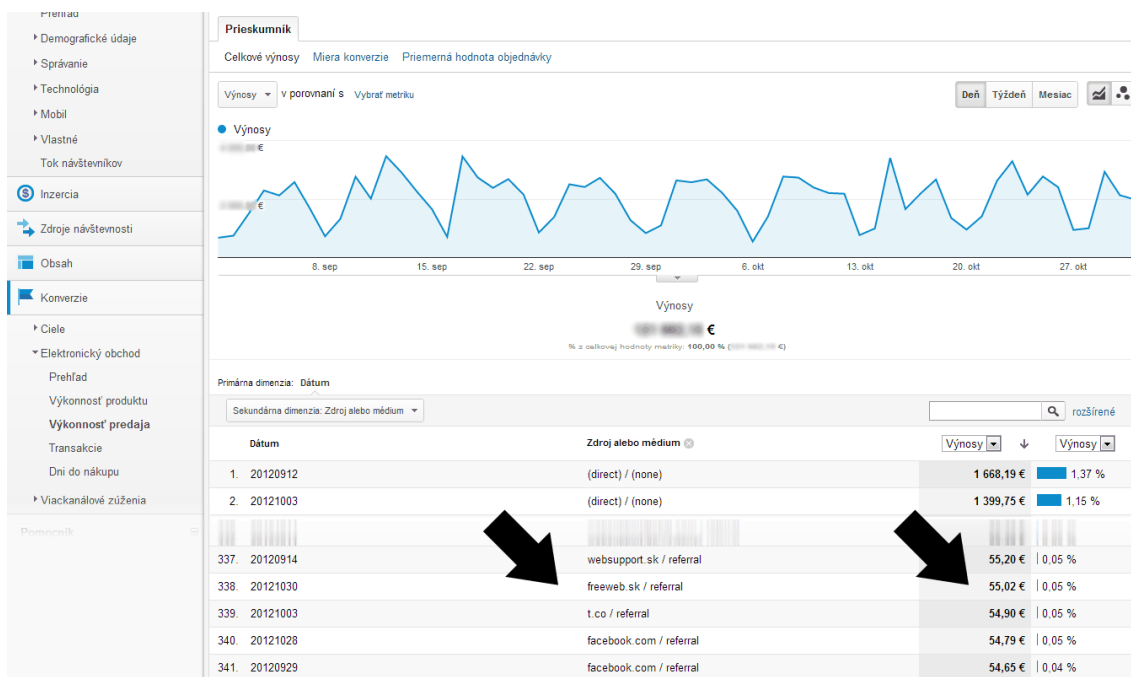 Prehľad
Demografické údaje
Správanie
Technológia
Mobil
Vlastné
Tok návštevníkov
Inzercia
Zdroje návštevnosti
Obsah
Konverzie
Ciele
Elektronický obchod
Prehľad
Výkonnosť produktu
Výkonnosť predaja
Transakcie
Dni do nákupu
Viackanálové zúženia
Pomocník
Prieskumník
Celkové výnosy Miera konverzie Priemerná hodnota objednávky
Výnosy v porovnaní s Vybrať metriku Deň Týždeň Mesiac
Výnosy
€
€
8. sep 15. sep 22. sep 29. sep 6. okt 13. okt 20. okt 27. okt
Výnosy
€
% z celkovej hodnoty metriky: 100,00 % ( €)
Primárna dimenzia: Dátum
Sekundárna dimenzia: Zdroj alebo médium rozšírené
Dátum Zdroj alebo médium Výnosy Výnosy
1. 20120912 (direct) / (none) 1 668,19 € 1,37 %
2. 20121003 (direct) / (none) 1 399,75 € 1,15 %
337. 20120914 websupport.sk / referral 55,20 € 0,05 %
338. 20121030 freeweb.sk / referral 55,02 € 0,05 %
339. 20121003 t.co / referral 54,90 € 0,05 %
340. 20121028 facebook.com / referral 54,79 € 0,05 %
341. 20120929 facebook.com / referral 54,65 € 0,04 %